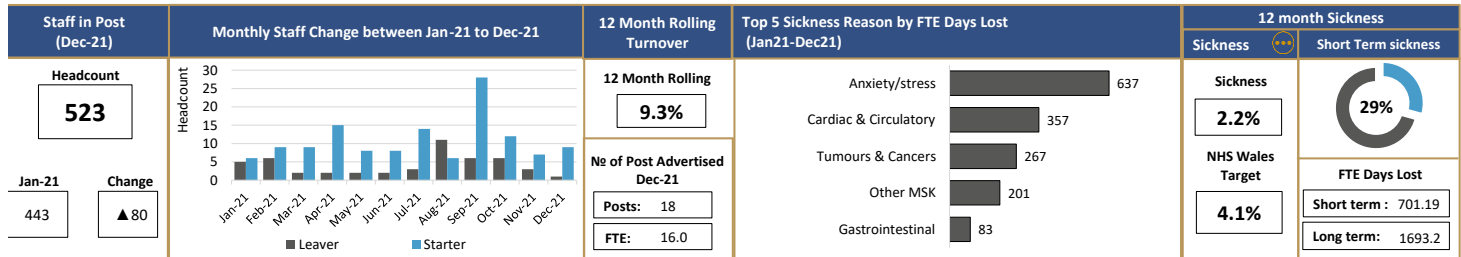 Staff in Post
(Dec-21)
Headcount
523
Jan-21
Change
443
▲80
Monthly Staff Change between Jan-21 to Dec-21
Headcount
30
25
20
15
10
5
0
Jan-21
Feb-21
Mar-21
Apr-21
May-21
Jun-21
Jul-21
Aug-21
Sep-21
Oct-21
Nov-21
Dec-21
Leaver
Starter
12 Month Rolling
Turnover
12 Month Rolling
9.3%
№ of Post Advertised
Dec-21
Posts: 18
FTE: 16.0
Top 5 Sickness Reason by FTE Days Lost
(Jan21-Dec21)
Anxiety/stress 637
Cardiac & Circulatory 357
Tumours & Cancers 267
Other MSK 201
Gastrointestinal 83
12 month Sickness
Sickness
Sickness
2.2%
NHS Wales
Target
4.1%
Short Term sickness
29%
FTE Days Lost
Short term : 701.19
Long term: 1693.2